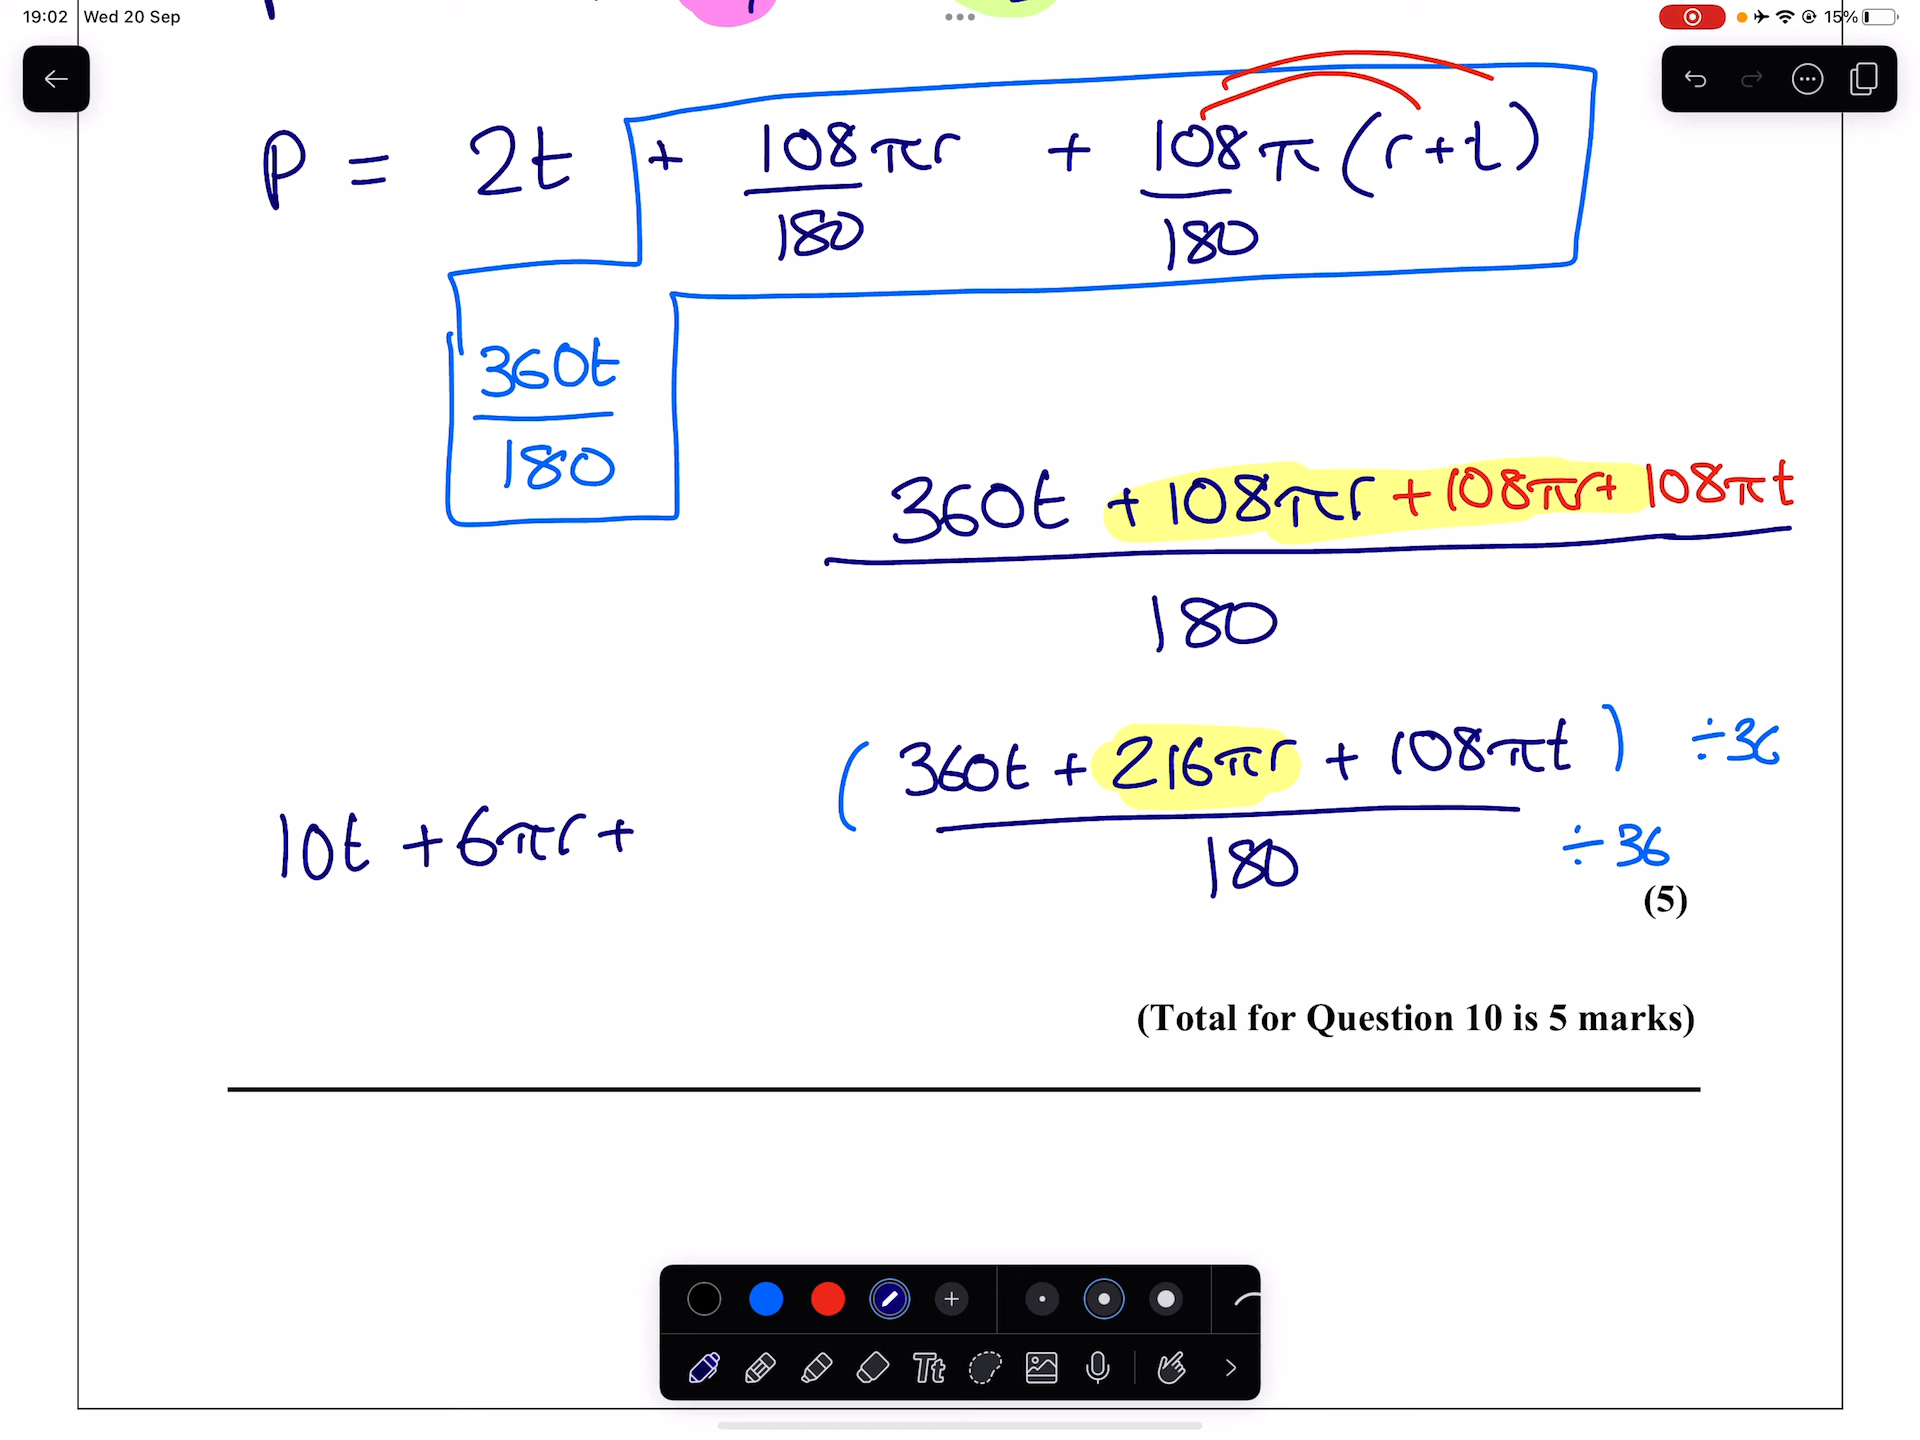 19:02 Wed 20 Sep 15%
P = 2t + 108πr + 108π(r+t)
180 180
360t
180
360t + 108πr + 108πr + 108πt
180
(360t + 216πr + 108πt) ÷36
180 ÷36
10t + 6πr +
(5)
(Total for Question 10 is 5 marks)
Tt